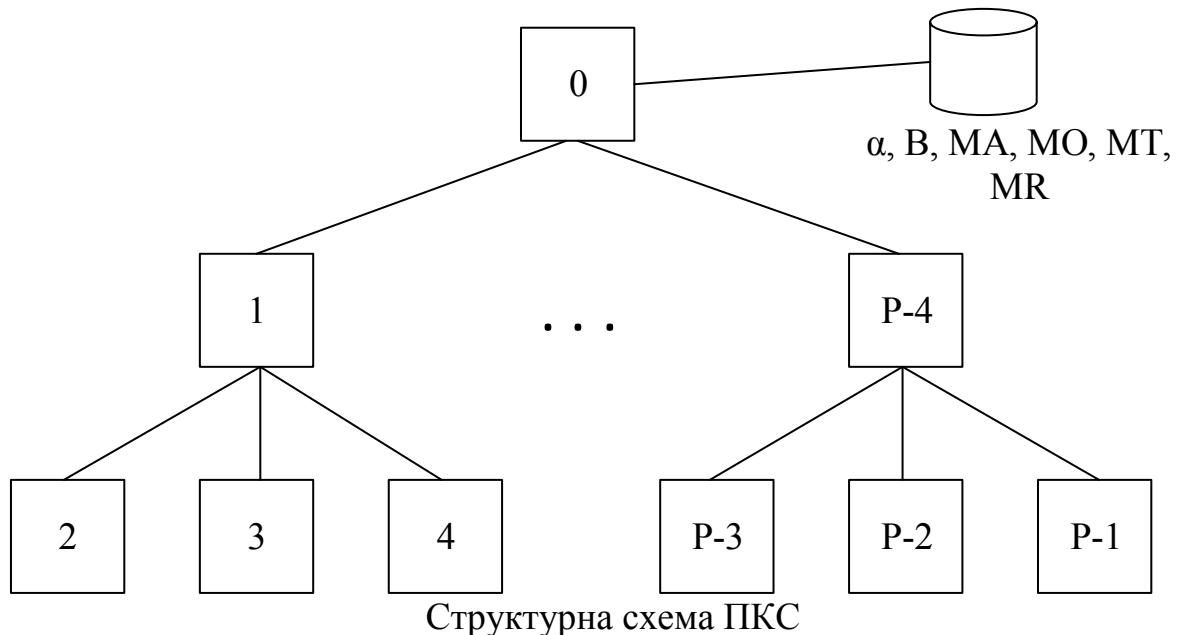 0
α, B, MA, MO, MT,
MR
1
. . .
P-4
2
3
4
P-3
P-2
P-1
Структурна схема ПКС